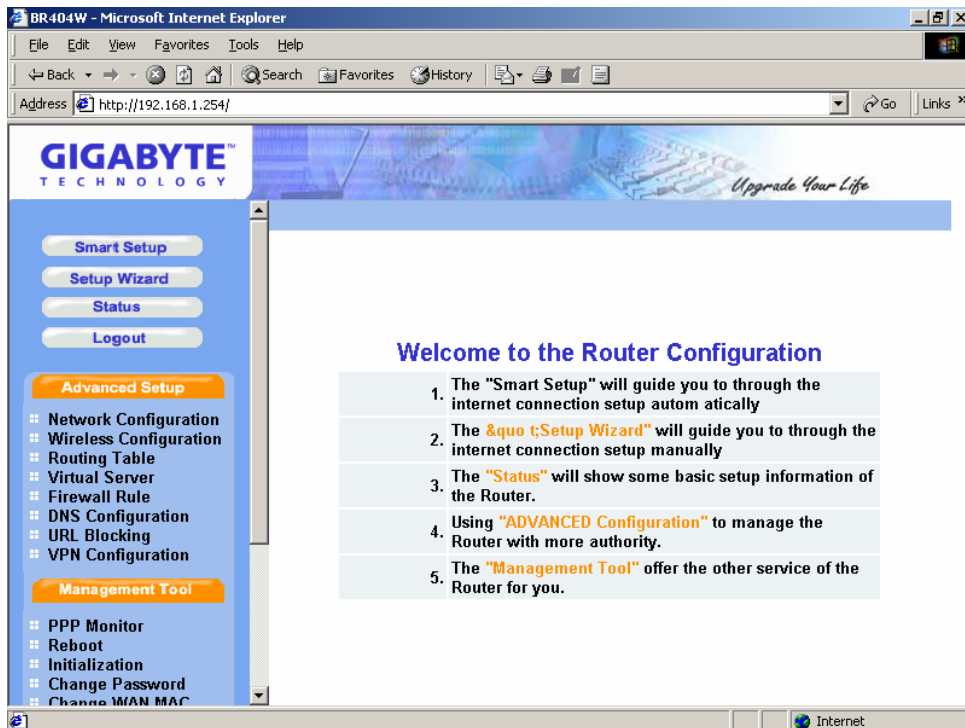 BR404W - Microsoft Internet Explorer
File Edit View Favorites Tools Help
Back Search Favorites History
Address http://192.168.1.254/ Go Links »
GIGABYTE™
TECHNOLOGY
Upgrade Your Life
Smart Setup
Setup Wizard
Status
Logout
Advanced Setup
Network Configuration
Wireless Configuration
Routing Table
Virtual Server
Firewall Rule
DNS Configuration
URL Blocking
VPN Configuration
Management Tool
PPP Monitor
Reboot
Initialization
Change Password
Change WAN MAC
Welcome to the Router Configuration
1. The "Smart Setup" will guide you to through the
internet connection setup autom atically
2. The &quo t;Setup Wizard" will guide you to through the
internet connection setup manually
3. The "Status" will show some basic setup information of
the Router.
4. Using "ADVANCED Configuration" to manage the
Router with more authority.
5. The "Management Tool" offer the other service of the
Router for you.
Internet